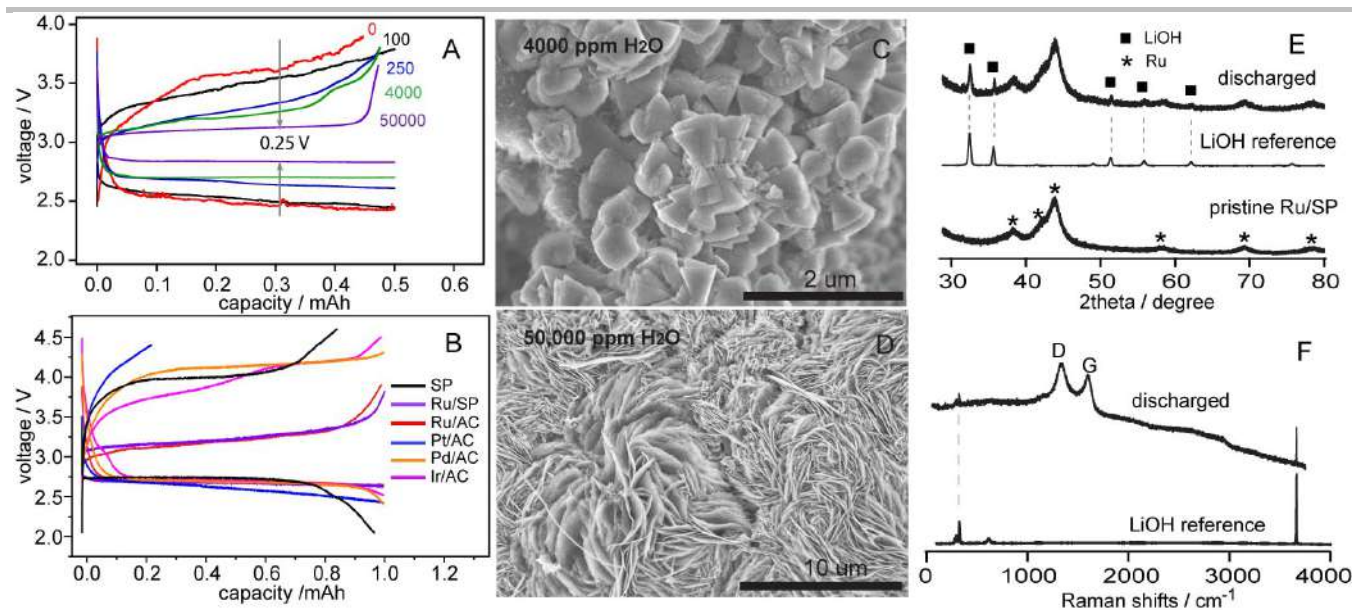 A
0
100
250
4000
50000
0.25 V
4.0
3.5
3.0
2.5
2.0
voltage / V
0.0 0.1 0.2 0.3 0.4 0.5 0.6
capacity / mAh
B
SP
Ru/SP
Ru/AC
Pt/AC
Pd/AC
Ir/AC
4.5
4.0
3.5
3.0
2.5
2.0
voltage / V
0.0 0.2 0.4 0.6 0.8 1.0 1.2
capacity /mAh
4000 ppm H2O
C
2 um
50,000 ppm H2O
D
10 um
E
■ LiOH
* Ru
discharged
LiOH reference
pristine Ru/SP
30 40 50 60 70 80
2theta / degree
F
D
G
discharged
LiOH reference
0 1000 2000 3000 4000
Raman shifts / cm⁻¹